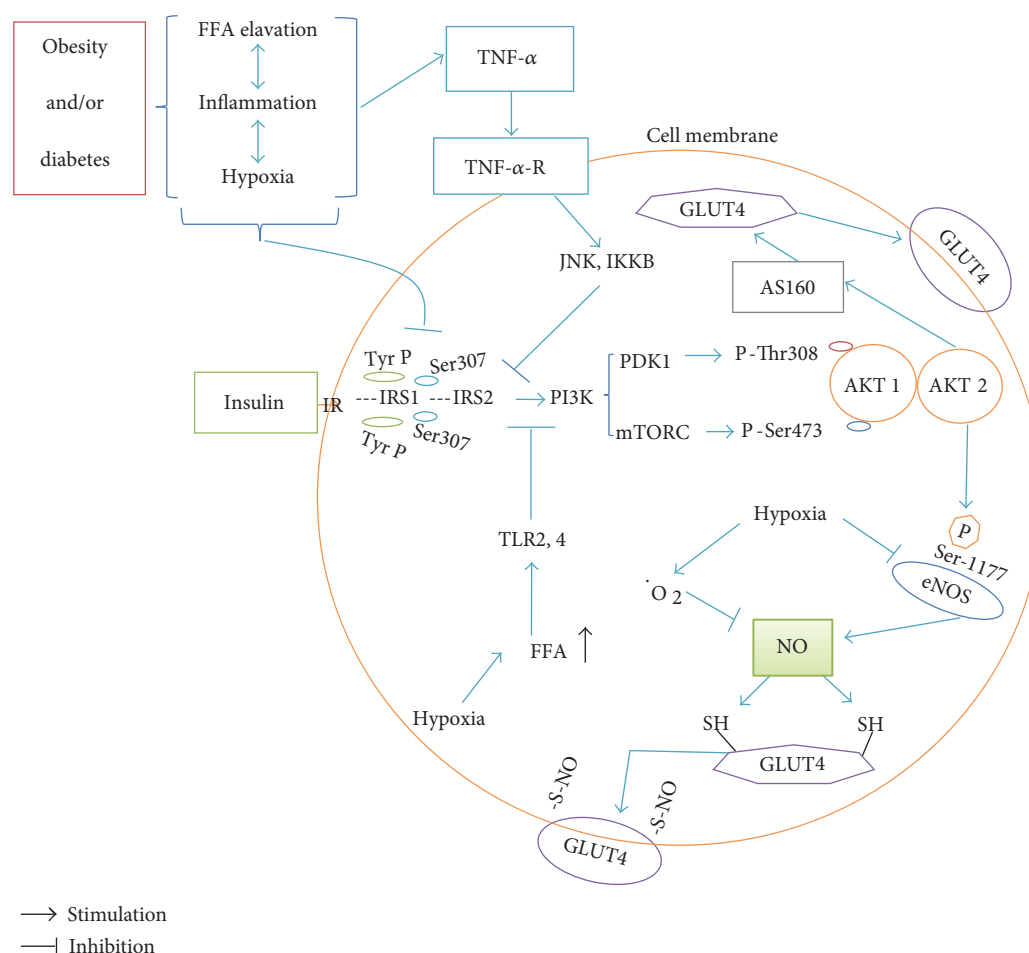 Obesity
and/or
diabetes
FFA elavation
Inflammation
Hypoxia
TNF-α
TNF-α-R
Cell membrane
GLUT4
GLUT4
JNK, IKKB
AS160
Tyr P
Ser307
PDK1
P-Thr308
AKT 1
AKT 2
Insulin
IR
---IRS1
---IRS2
PI3K
Tyr P
Ser307
mTORC
P-Ser473
Hypoxia
P
Ser-1177
eNOS
TLR2, 4
·O 2
NO
FFA
Hypoxia
SH
SH
GLUT4
-S-NO
-S-NO
GLUT4
Stimulation
Inhibition